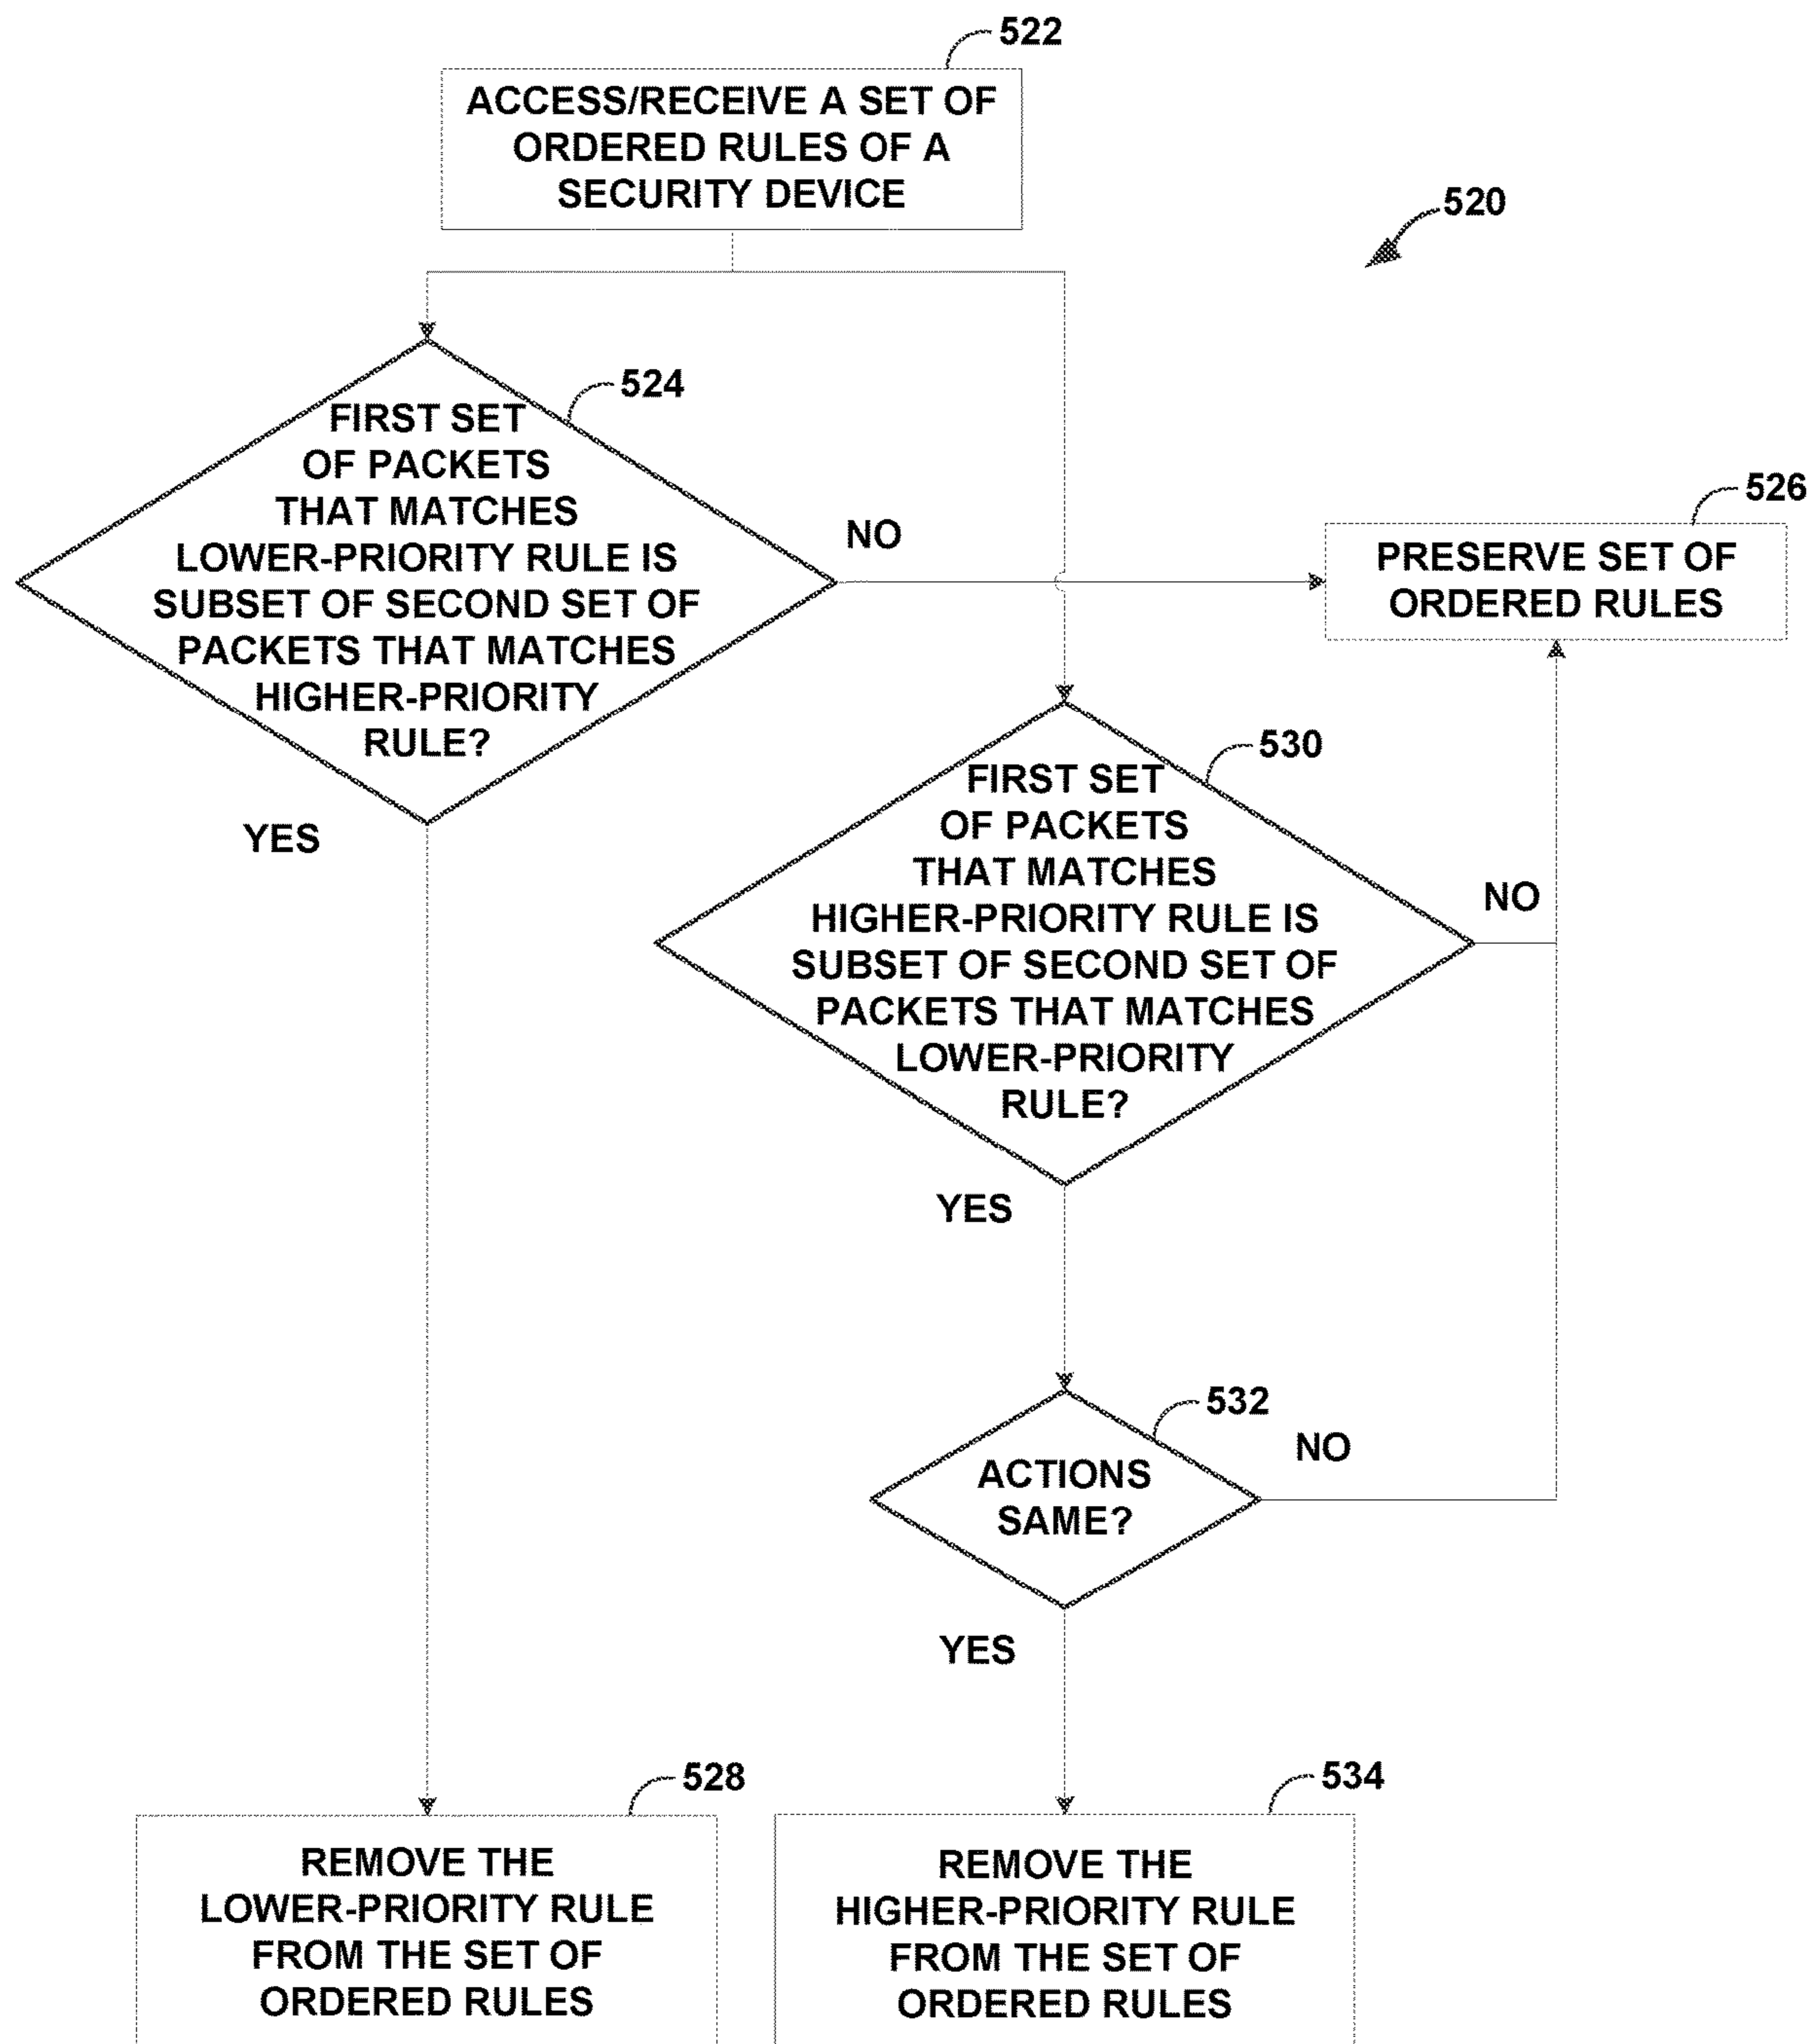 522
ACCESS/RECEIVE A SET OF
ORDERED RULES OF A
SECURITY DEVICE
520
524
FIRST SET
OF PACKETS
THAT MATCHES
LOWER-PRIORITY RULE IS
SUBSET OF SECOND SET OF
PACKETS THAT MATCHES
HIGHER-PRIORITY
RULE?
NO
YES
526
PRESERVE SET OF
ORDERED RULES
530
FIRST SET
OF PACKETS
THAT MATCHES
HIGHER-PRIORITY RULE IS
SUBSET OF SECOND SET OF
PACKETS THAT MATCHES
LOWER-PRIORITY
RULE?
NO
YES
532
ACTIONS
SAME?
NO
YES
528
REMOVE THE
LOWER-PRIORITY RULE
FROM THE SET OF
ORDERED RULES
534
REMOVE THE
HIGHER-PRIORITY RULE
FROM THE SET OF
ORDERED RULES